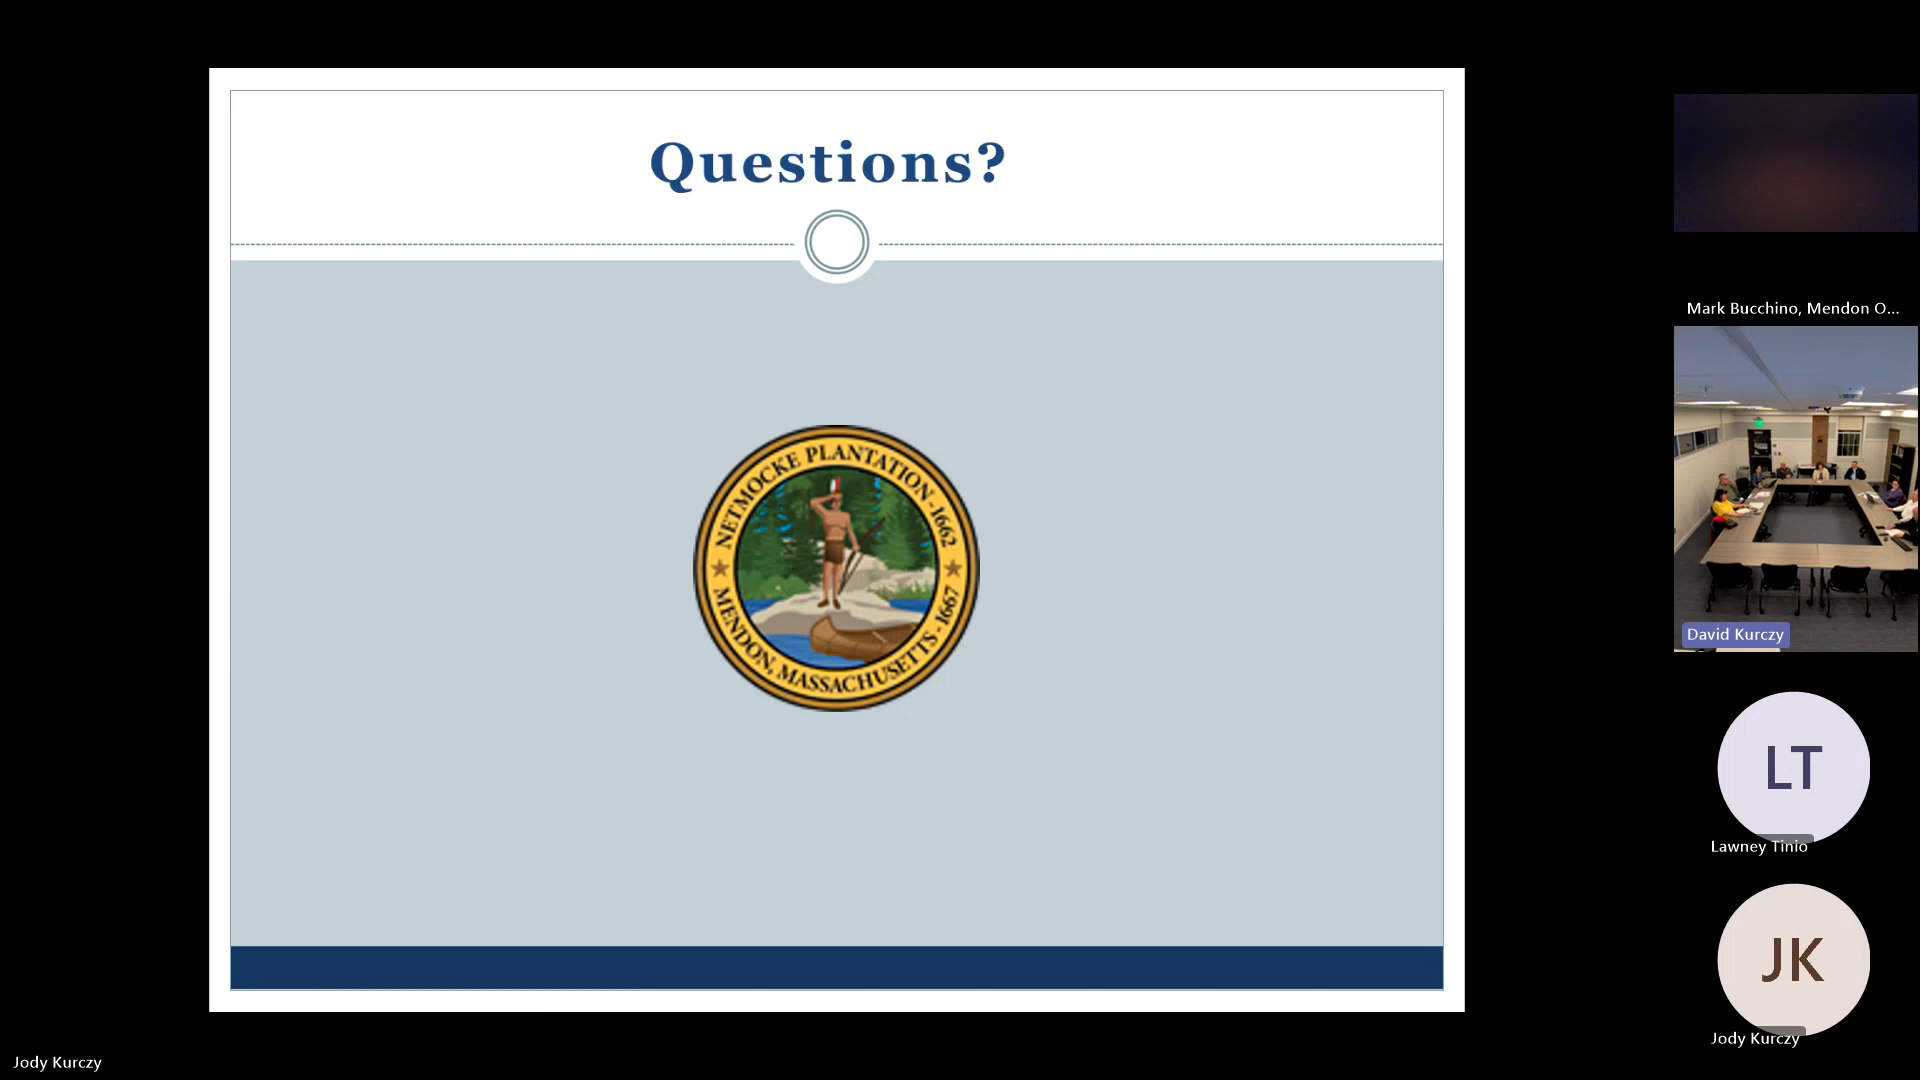 Questions?
NETMOCKE PLANTATION - 1662
MENDON, MASSACHUSETTS - 1667
Mark Bucchino, Mendon O...
David Kurczy
LT
Lawney Tinio
JK
Jody Kurczy
Jody Kurczy